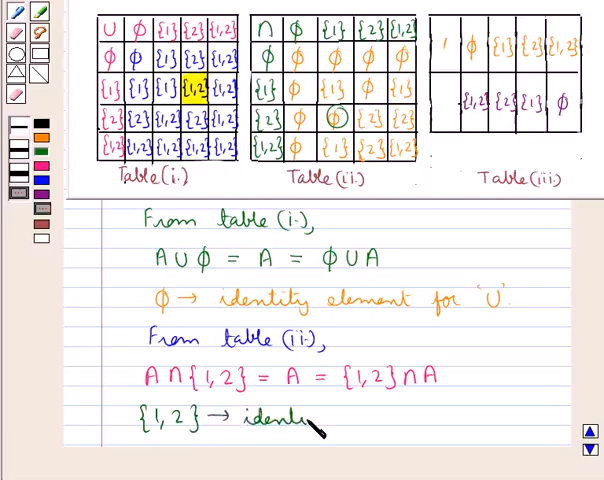 ∪ ϕ {1} {2} {1,2}
ϕ ϕ {1} {2} {1,2}
{1} {1} {1} {1,2} {1,2}
{2} {2} {1,2} {2} {1,2}
{1,2} {1,2} {1,2} {1,2} {1,2}
Table(i.)
∩ ϕ {1} {2} {1,2}
ϕ ϕ ϕ ϕ ϕ
{1} ϕ {1} ϕ {1}
{2} ϕ ϕ {2} {2}
{1,2} ϕ {1} {2} {1,2}
Table(ii.)
' ϕ {1} {2} {1,2}
{1,2} {2} {1} ϕ
Table(iii)
From table (i.),
A ∪ ϕ = A = ϕ ∪ A
ϕ → identity element for '∪'.
From table (ii.),
A ∩ {1, 2} = A = {1, 2} ∩ A
{1, 2} → identi